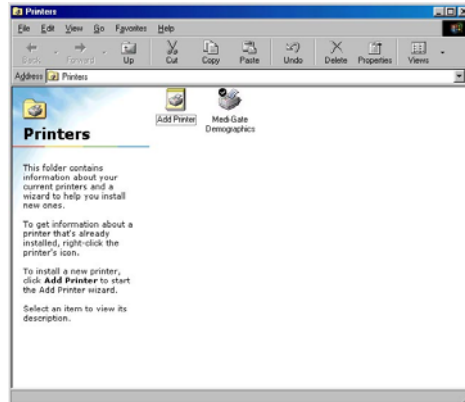 Printers
File Edit View Go Favorites Help
Back Forward Up Cut Copy Paste Undo Delete Properties Views
Address Printers
Printers
Add Printer
Medi-Gate
Demographics
This folder contains
information about your
current printers and a
wizard to help you install
new ones.
To get information about a
printer that's already
installed, right-click the
printer's icon.
To install a new printer,
click Add Printer to start
the Add Printer wizard.
Select an item to view its
description.